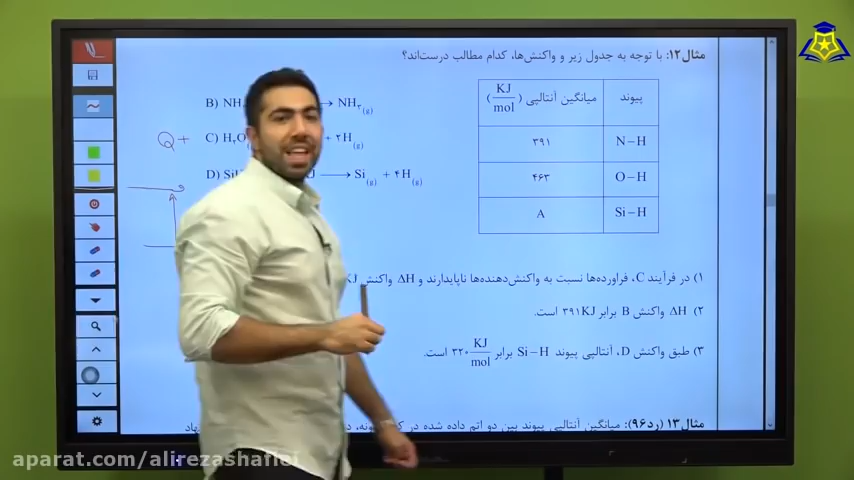 مثال۱۲: با توجه به جدول زیر و واکنش‌ها، کدام مطالب درست‌اند؟
پیوند
میانگین آنتالپی (KJ/mol)
N-H
۳۹۱
O-H
۴۶۳
Si-H
A
B) NH → NH۲(g)
Q+
C) H۲O + ۲H(g)
D) Si → Si(g) + ۴H(g)
۱) در فرآیند C، فراورده‌ها نسبت به واکنش‌دهنده‌ها ناپایدارند و ΔH واکنش KJ
۲) ΔH واکنش B برابر ۳۹۱KJ است.
۳) طبق واکنش D، آنتالپی پیوند Si-H برابر ۳۲۰ KJ/mol است.
مثال۱۳ (رد۹۶): میانگین آنتالپی پیوند بین دو اتم داده شده در
aparat.com/alirezashafiei